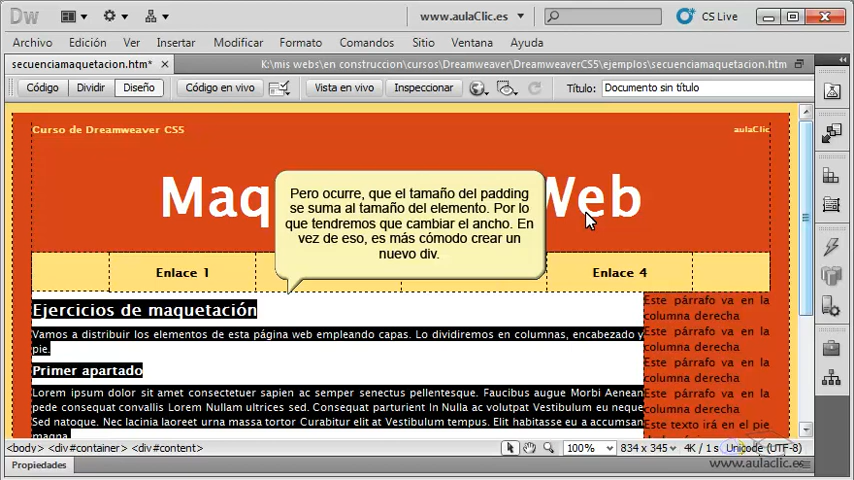 Dw
www.aulaClic.es
CS Live
Archivo Edición Ver Insertar Modificar Formato Comandos Sitio Ventana Ayuda
secuenciamaquetacion.htm* K:\mis webs\en construccion\cursos\Dreamweaver\DreamweaverCS5\ejemplos\secuenciamaquetacion.htm
Código Dividir Diseño Código en vivo Vista en vivo Inspeccionar Título: Documento sin título
Curso de Dreamweaver CS5 aulaClic
Maq Web
Pero ocurre, que el tamaño del padding
se suma al tamaño del elemento. Por lo
que tendremos que cambiar el ancho. En
vez de eso, es más cómodo crear un
nuevo div.
Enlace 1 Enlace 4
Ejercicios de maquetación
Vamos a distribuir los elementos de esta página web empleando capas. Lo dividiremos en columnas, encabezado y
pie.
Primer apartado
Lorem ipsum dolor sit amet consectetuer sapien ac semper senectus pellentesque. Faucibus augue Morbi Aenean
pede consequat convallis Lorem Nullam ultrices sed. Consequat parturient In Nulla ac volutpat Vestibulum eu neque
Sed natoque. Nec lacinia laoreet urna massa tortor Curabitur elit at Vestibulum tempus. Elit habitasse eu a accumsan
magna.
Este párrafo va en la
columna derecha
Este párrafo va en la
columna derecha
Este párrafo va en la
columna derecha
Este párrafo va en la
columna derecha
Este texto irá en el pie
<body> <div#container> <div#content> 100% 834 x 345 4K / 1 s Unicode (UTF-8)
Propiedades
www.aulaclic.es